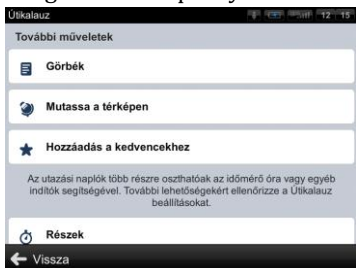 Útikalauz 12 15
További műveletek
Görbék
Mutassa a térképen
Hozzáadás a kedvencekhez
Az utazási naplók több részre oszthatóak az időmérő óra vagy egyéb
indítók segítségével. További lehetőségekért ellenőrizze a Útikalauz
beállításokat.
Részek
Vissza